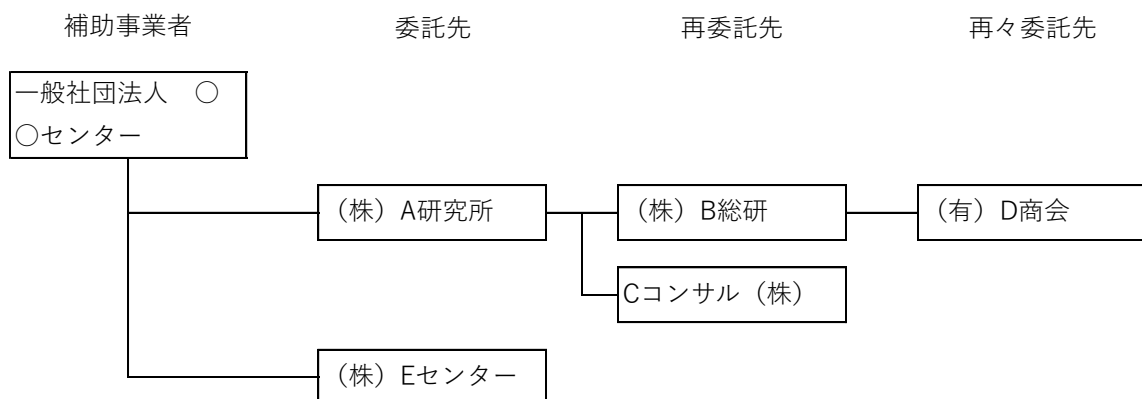 補助事業者
委託先
再委託先
再々委託先
一般社団法人　○
○センター
（株）A研究所
（株）B総研
（有）D商会
Cコンサル（株）
（株）Eセンター